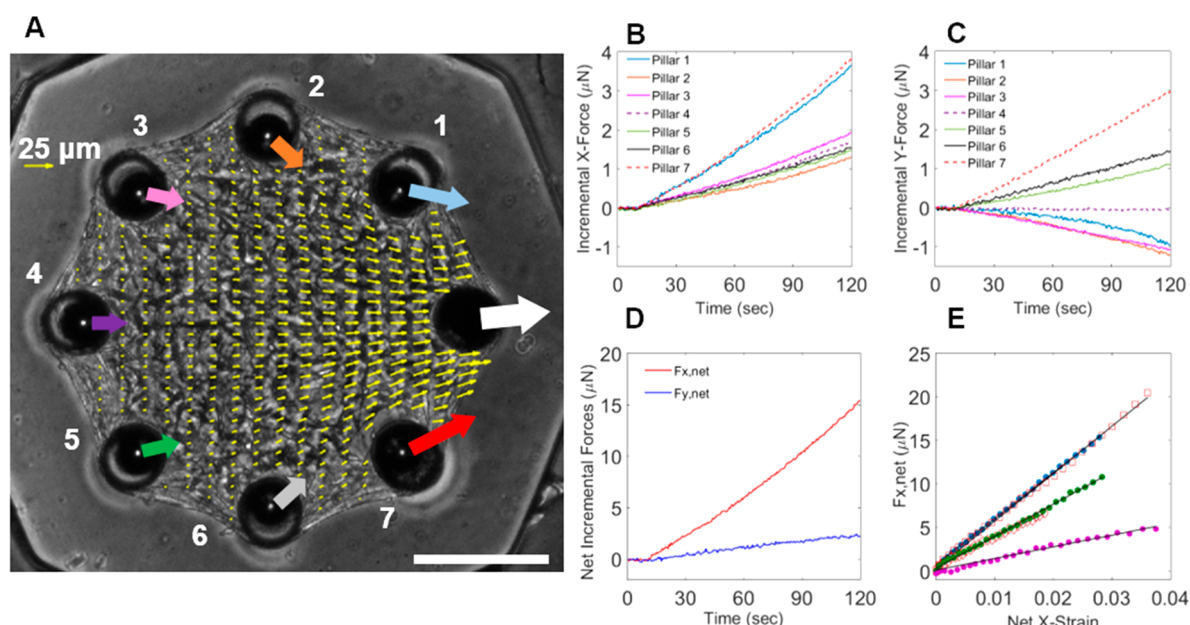 A
2
3
1
25 µm
4
5
6
7
B
Incremental X-Force (µN)
4
3
2
1
0
-1
Pillar 1
Pillar 2
Pillar 3
Pillar 4
Pillar 5
Pillar 6
Pillar 7
0 30 60 90 120
Time (sec)
C
Incremental Y-Force (µN)
4
3
2
1
0
-1
Pillar 1
Pillar 2
Pillar 3
Pillar 4
Pillar 5
Pillar 6
Pillar 7
0 30 60 90 120
Time (sec)
D
Net Incremental Forces (µN)
20
15
10
5
0
Fx,net
Fy,net
0 30 60 90 120
Time (sec)
E
Fx,net (µN)
25
20
15
10
5
0
0 0.01 0.02 0.03 0.04
Net X-Strain